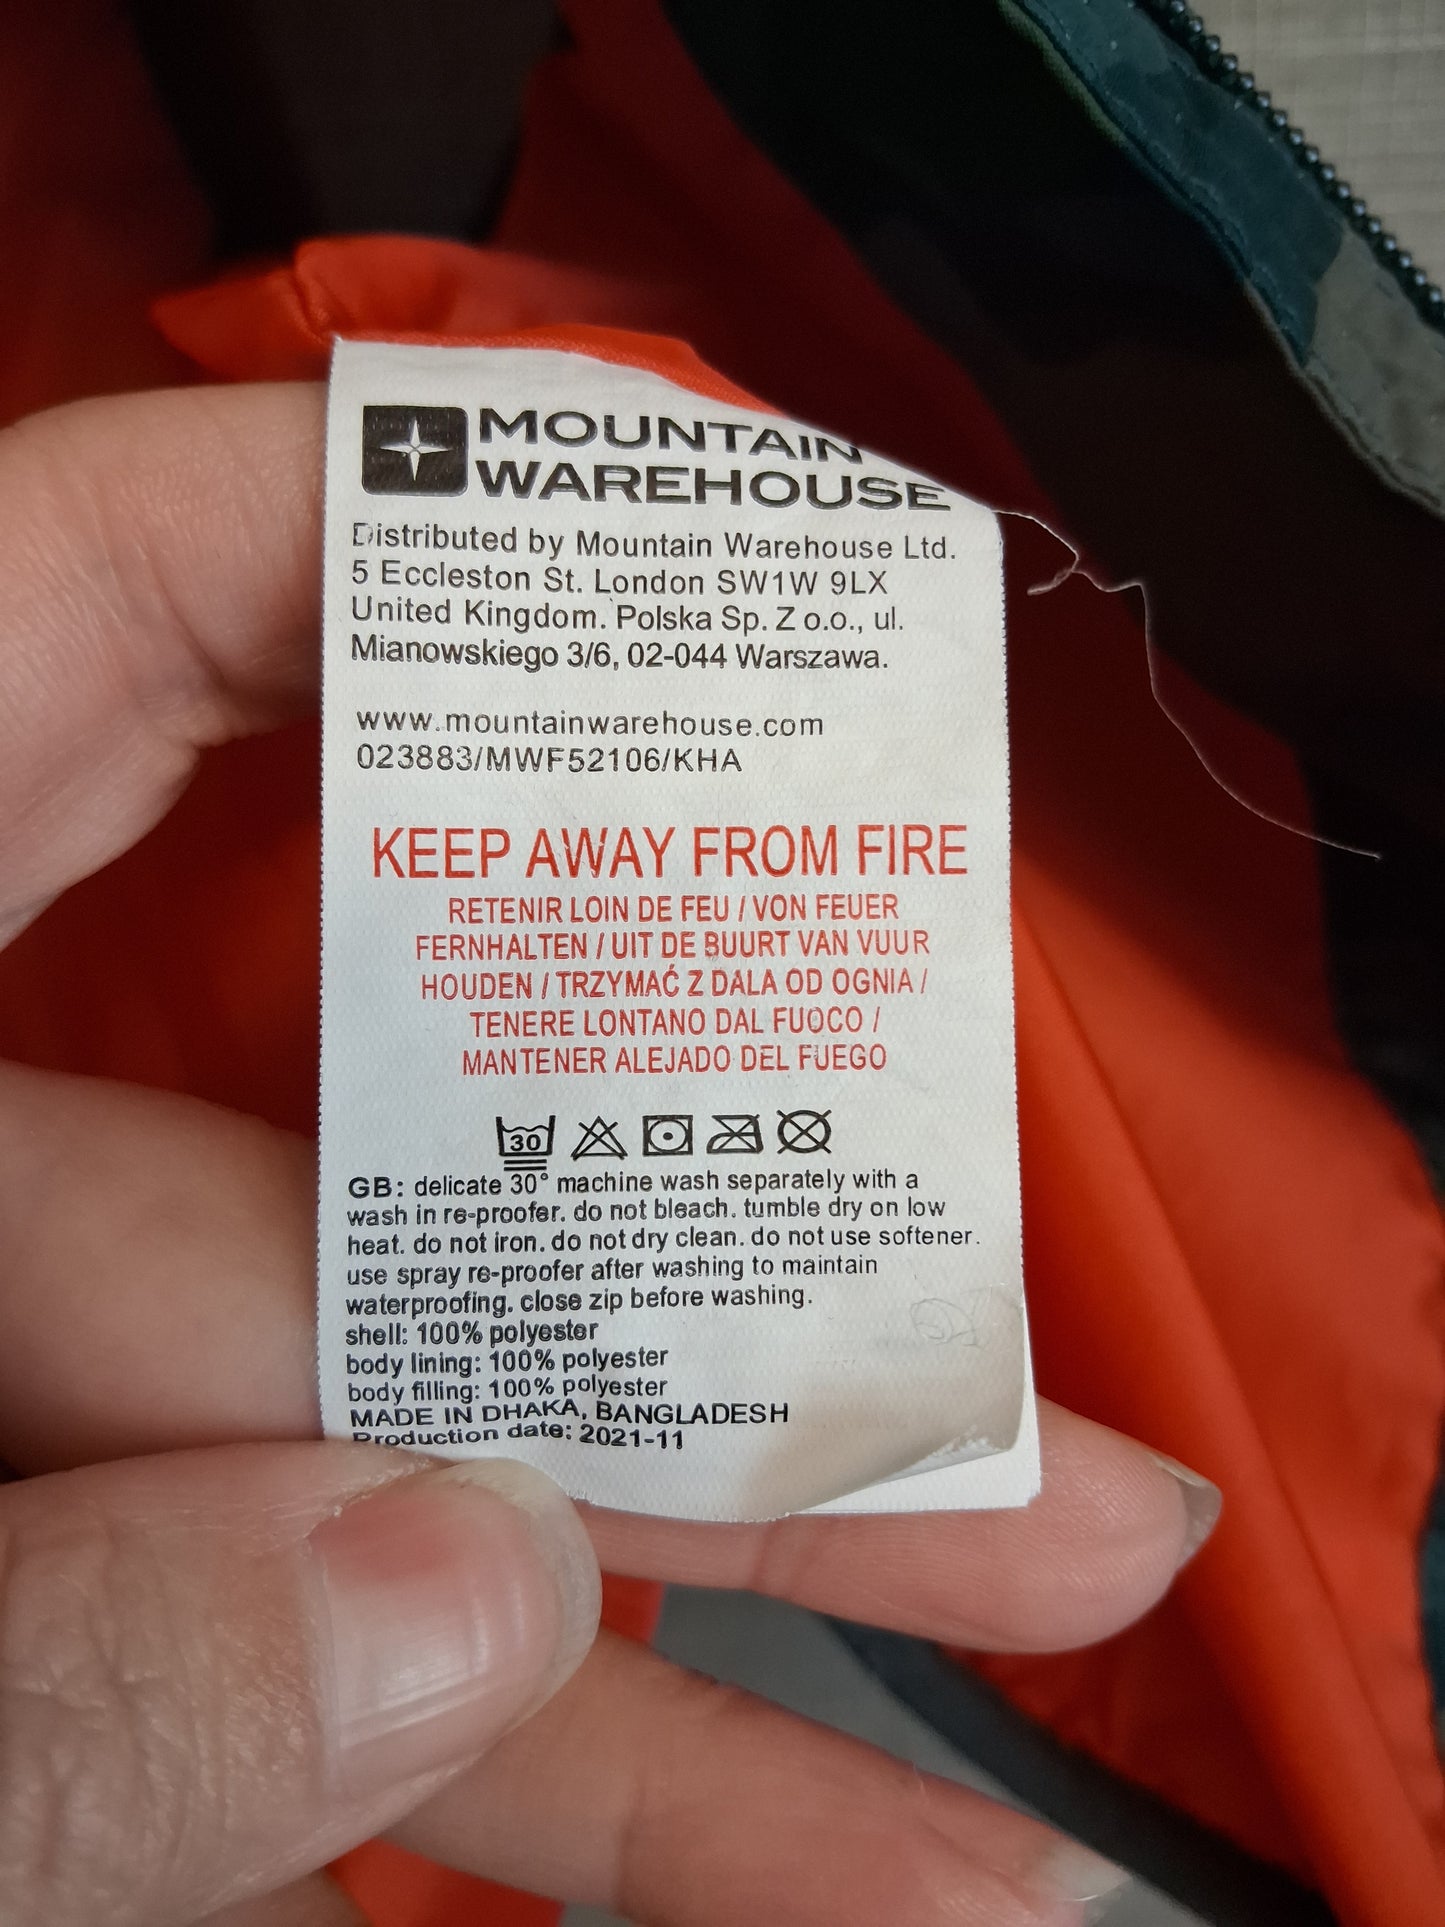 MOUNTAIN
WAREHOUSE
Distributed by Mountain Warehouse Ltd.
5 Eccleston St. London SW1W 9LX
United Kingdom. Polska Sp. Z o.o., ul.
Mianowskiego 3/6, 02-044 Warszawa.
www.mountainwarehouse.com
023883/MWF52106/KHA
KEEP AWAY FROM FIRE
RETENIR LOIN DE FEU / VON FEUER
FERNHALTEN / UIT DE BUURT VAN VUUR
HOUDEN / TRZYMAĆ Z DALA OD OGNIA /
TENERE LONTANO DAL FUOCO /
MANTENER ALEJADO DEL FUEGO
30
GB: delicate 30° machine wash separately with a
wash in re-proofer. do not bleach. tumble dry on low
heat. do not iron. do not dry clean. do not use softener.
use spray re-proofer after washing to maintain
waterproofing. close zip before washing.
shell: 100% polyester
body lining: 100% polyester
body filling: 100% polyester
MADE IN DHAKA, BANGLADESH
Production date: 2021-11